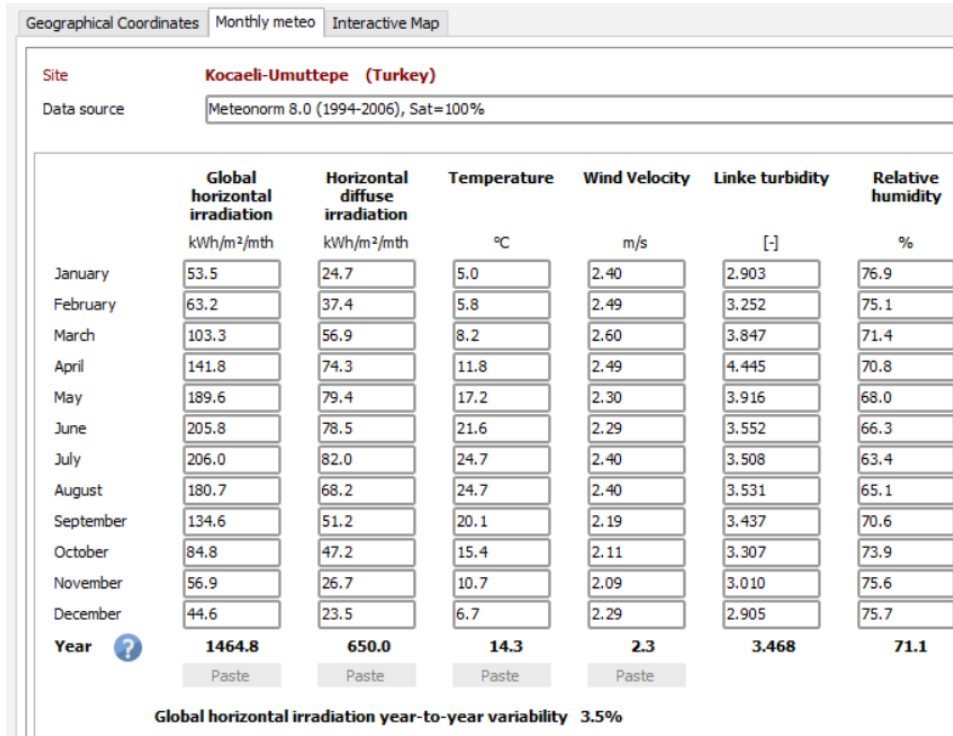 Geographical Coordinates Monthly meteo Interactive Map
Site Kocaeli-Umuttepe (Turkey)
Data source Meteonorm 8.0 (1994-2006), Sat=100%
Global horizontal irradiation Horizontal diffuse irradiation Temperature Wind Velocity Linke turbidity Relative humidity
kWh/m²/mth kWh/m²/mth °C m/s [-] %
January 53.5 24.7 5.0 2.40 2.903 76.9
February 63.2 37.4 5.8 2.49 3.252 75.1
March 103.3 56.9 8.2 2.60 3.847 71.4
April 141.8 74.3 11.8 2.49 4.445 70.8
May 189.6 79.4 17.2 2.30 3.916 68.0
June 205.8 78.5 21.6 2.29 3.552 66.3
July 206.0 82.0 24.7 2.40 3.508 63.4
August 180.7 68.2 24.7 2.40 3.531 65.1
September 134.6 51.2 20.1 2.19 3.437 70.6
October 84.8 47.2 15.4 2.11 3.307 73.9
November 56.9 26.7 10.7 2.09 3.010 75.6
December 44.6 23.5 6.7 2.29 2.905 75.7
Year ? 1464.8 650.0 14.3 2.3 3.468 71.1
Paste Paste Paste Paste
Global horizontal irradiation year-to-year variability 3.5%